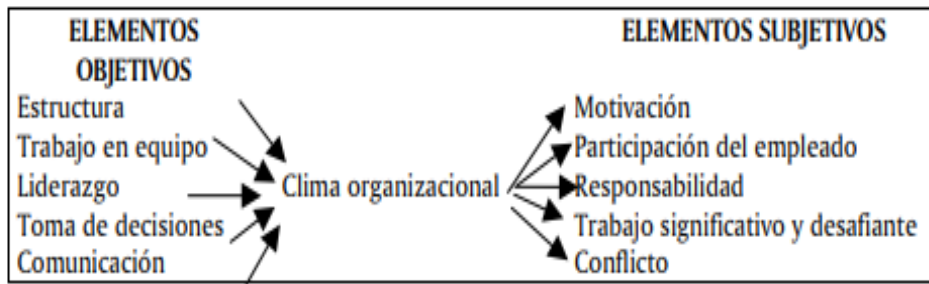 ELEMENTOS
OBJETIVOS
Estructura
Trabajo en equipo
Liderazgo
Toma de decisiones
Comunicación
Clima organizacional
ELEMENTOS SUBJETIVOS
Motivación
Participación del empleado
Responsabilidad
Trabajo significativo y desafiante
Conflicto